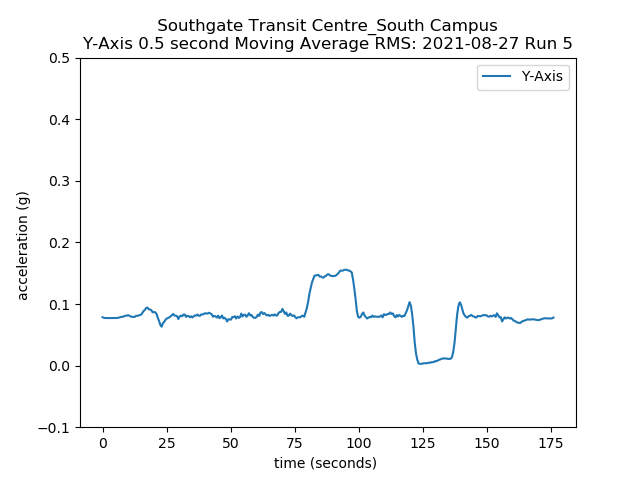 Southgate Transit Centre_South Campus
Y-Axis 0.5 second Moving Average RMS: 2021-08-27 Run 5
Y-Axis
acceleration (g)
0.5
0.4
0.3
0.2
0.1
0.0
−0.1
0 25 50 75 100 125 150 175
time (seconds)